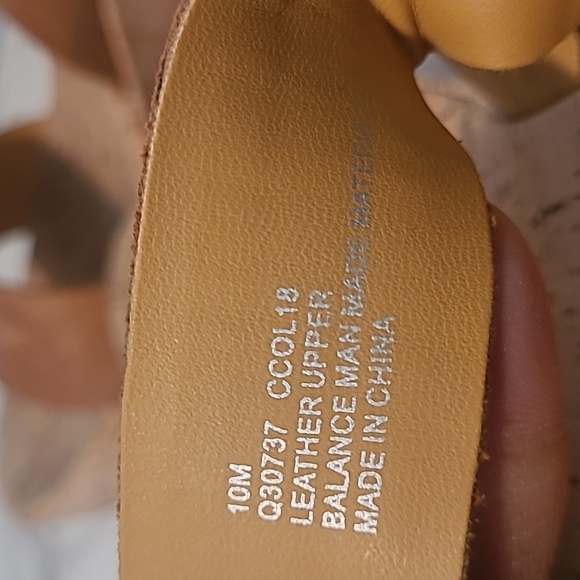 10M
Q30737 CCOL18
LEATHER UPPER
BALANCE MAN MADE MATERIAL
MADE IN CHINA